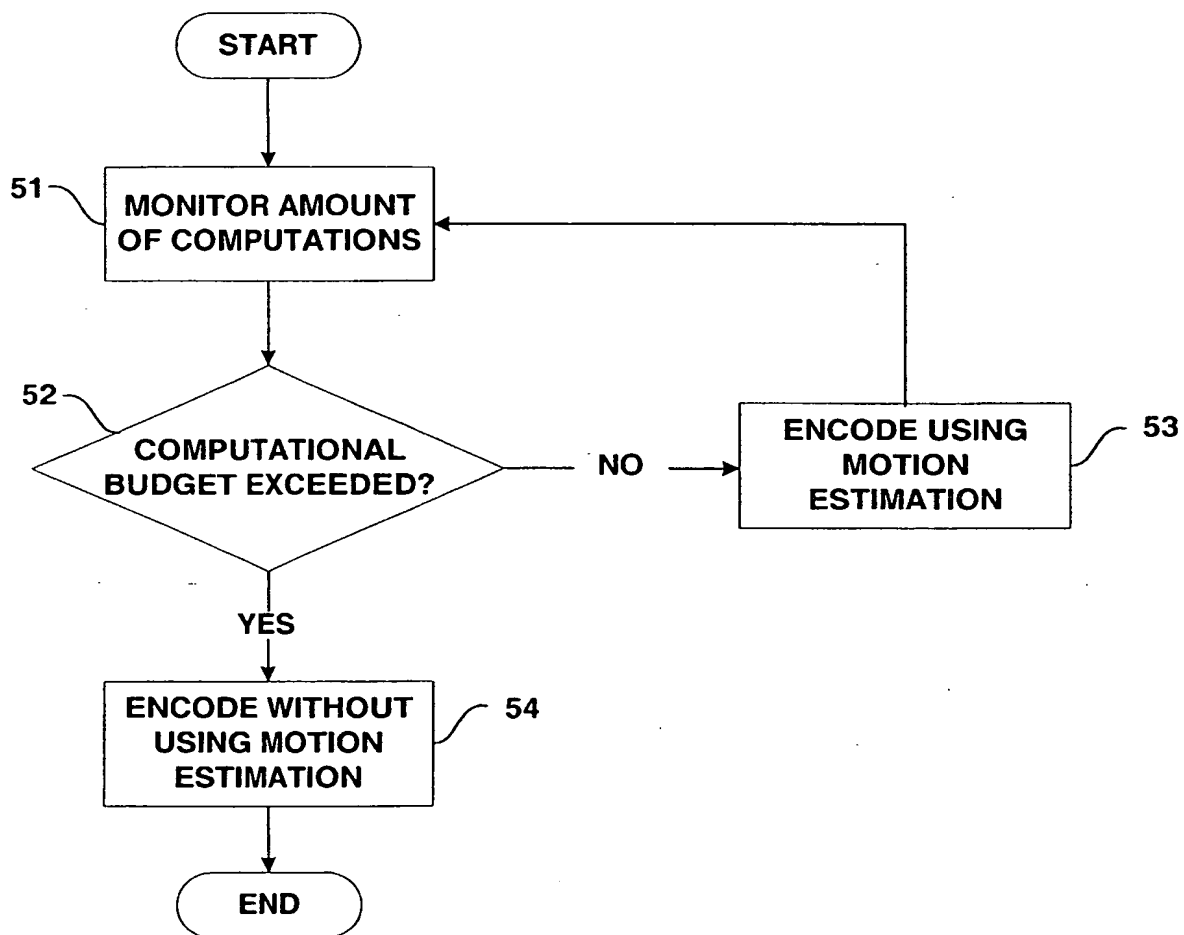 START
51
MONITOR AMOUNT
OF COMPUTATIONS
52
COMPUTATIONAL
BUDGET EXCEEDED?
NO
ENCODE USING
MOTION
ESTIMATION
53
YES
ENCODE WITHOUT
USING MOTION
ESTIMATION
54
END